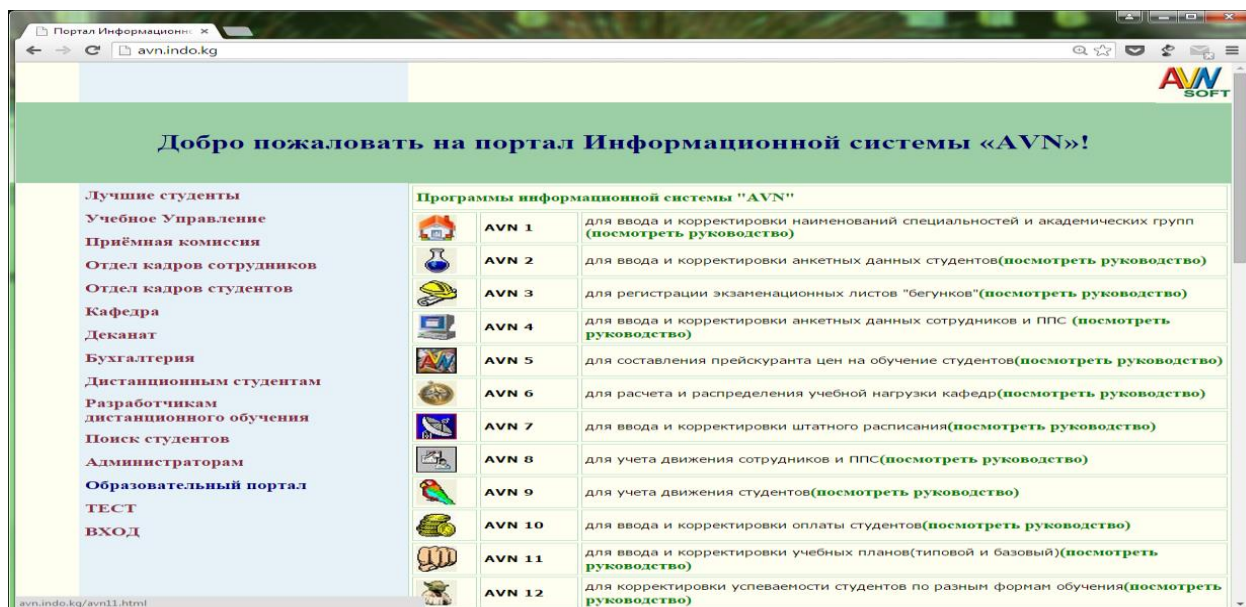 Портал Информационн
avn.indo.kg
AVN
SOFT
Добро пожаловать на портал Информационной системы «AVN»!
Лучшие студенты
Учебное Управление
Приёмная комиссия
Отдел кадров сотрудников
Отдел кадров студентов
Кафедра
Деканат
Бухгалтерия
Дистанционным студентам
Разработчикам
дистанционного обучения
Поиск студентов
Администраторам
Образовательный портал
ТЕСТ
ВХОД
Программы информационной системы "AVN"
AVN 1 для ввода и корректировки наименований специальностей и академических групп
(посмотреть руководство)
AVN 2 для ввода и корректировки анкетных данных студентов(посмотреть руководство)
AVN 3 для регистрации экзаменационных листов "бегунков"(посмотреть руководство)
AVN 4 для ввода и корректировки анкетных данных сотрудников и ППС (посмотреть
руководство)
AVN 5 для составления прейскуранта цен на обучение студентов(посмотреть руководство)
AVN 6 для расчета и распределения учебной нагрузки кафедр(посмотреть руководство)
AVN 7 для ввода и корректировки штатного расписания(посмотреть руководство)
AVN 8 для учета движения сотрудников и ППС(посмотреть руководство)
AVN 9 для учета движения студентов(посмотреть руководство)
AVN 10 для ввода и корректировки оплаты студентов(посмотреть руководство)
AVN 11 для ввода и корректировки учебных планов(типовой и базовый)(посмотреть
руководство)
AVN 12 для корректировки успеваемости студентов по разным формам обучения(посмотреть
руководство)
avn.indo.kg/avn11.html